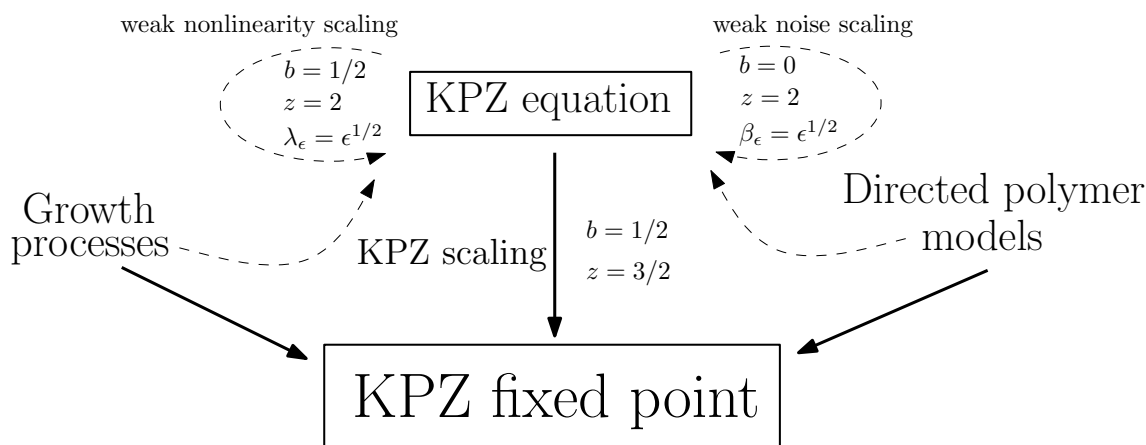 weak nonlinearity scaling
b = 1/2
z = 2
λ_ϵ = ϵ^{1/2}
KPZ equation
weak noise scaling
b = 0
z = 2
β_ϵ = ϵ^{1/2}
Growth
processes
KPZ scaling
b = 1/2
z = 3/2
Directed polymer
models
KPZ fixed point